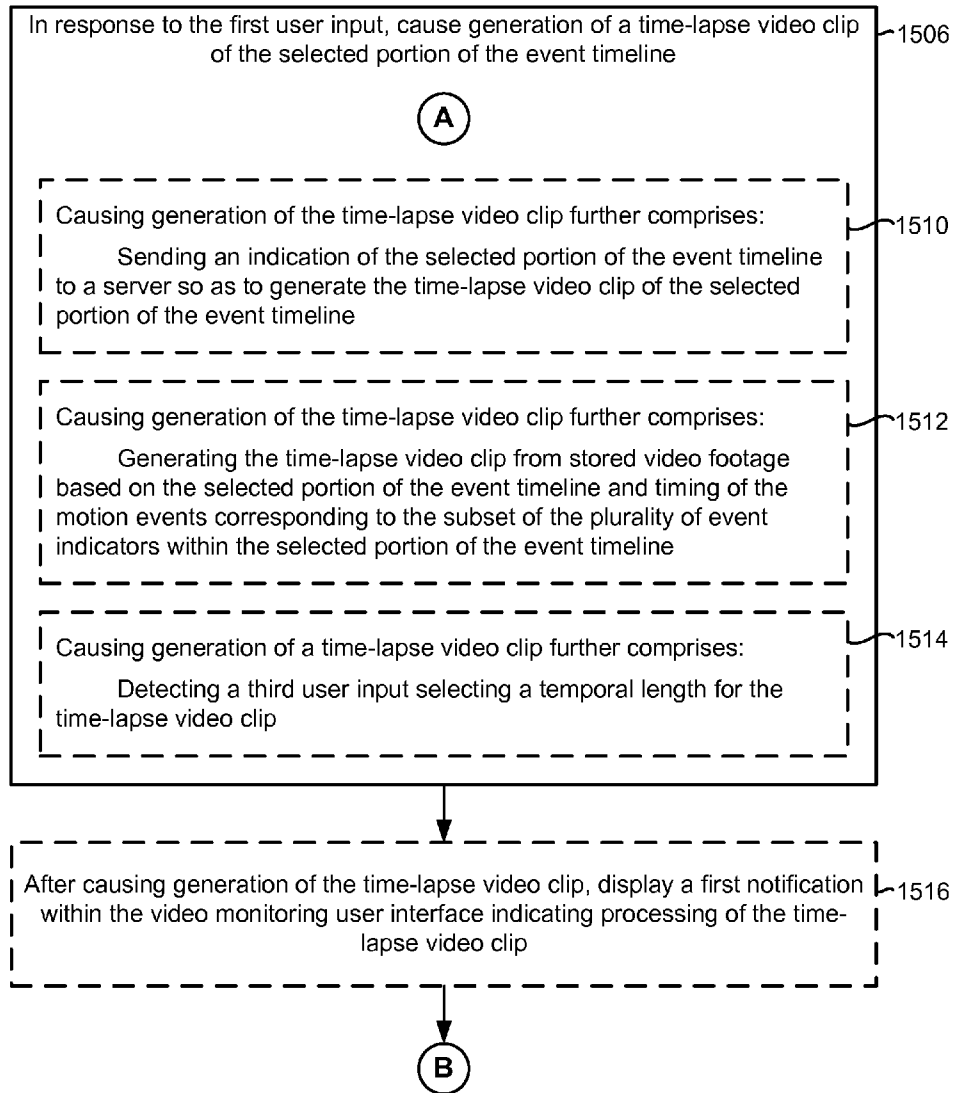 In response to the first user input, cause generation of a time-lapse video clip
of the selected portion of the event timeline
1506
A
Causing generation of the time-lapse video clip further comprises:
Sending an indication of the selected portion of the event timeline
to a server so as to generate the time-lapse video clip of the selected
portion of the event timeline
1510
Causing generation of the time-lapse video clip further comprises:
Generating the time-lapse video clip from stored video footage
based on the selected portion of the event timeline and timing of the
motion events corresponding to the subset of the plurality of event
indicators within the selected portion of the event timeline
1512
Causing generation of a time-lapse video clip further comprises:
Detecting a third user input selecting a temporal length for the
time-lapse video clip
1514
After causing generation of the time-lapse video clip, display a first notification
within the video monitoring user interface indicating processing of the time-
lapse video clip
1516
B